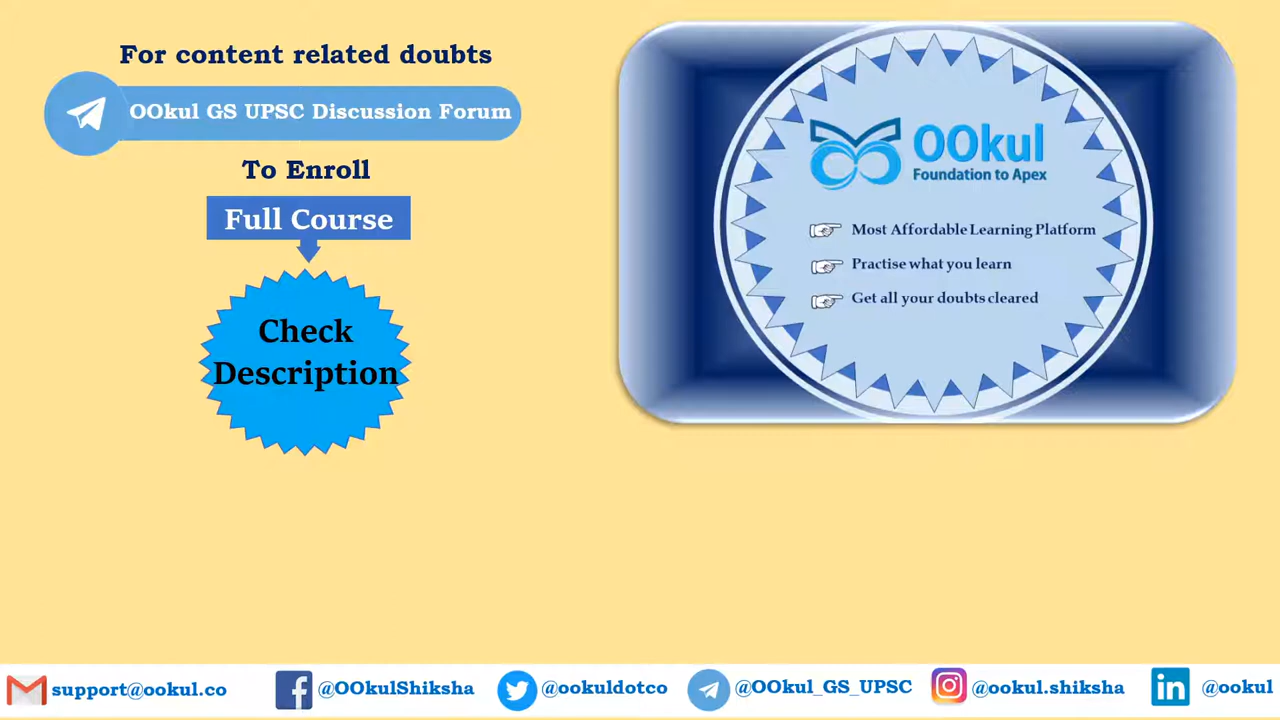 For content related doubts
OOkul GS UPSC Discussion Forum
To Enroll
Full Course
Check
Description
OOkul
Foundation to Apex
Most Affordable Learning Platform
Practise what you learn
Get all your doubts cleared
support@ookul.co
@OOkulShiksha
@ookuldotco
@OOkul_GS_UPSC
@ookul.shiksha
@ookul